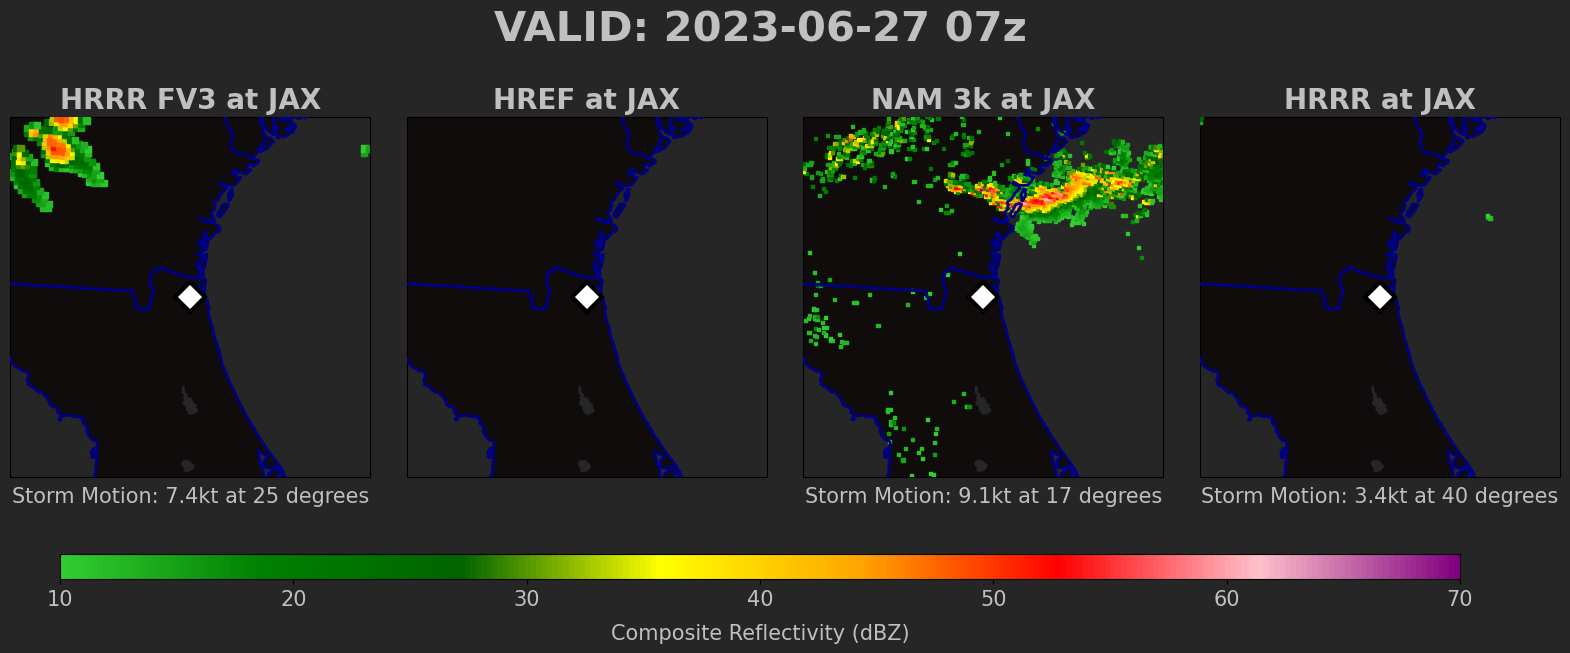 VALID: 2023-06-27 07z
HRRR FV3 at JAX
HREF at JAX
NAM 3k at JAX
HRRR at JAX
Storm Motion: 7.4kt at 25 degrees
Storm Motion: 9.1kt at 17 degrees
Storm Motion: 3.4kt at 40 degrees
10 20 30 40 50 60 70
Composite Reflectivity (dBZ)